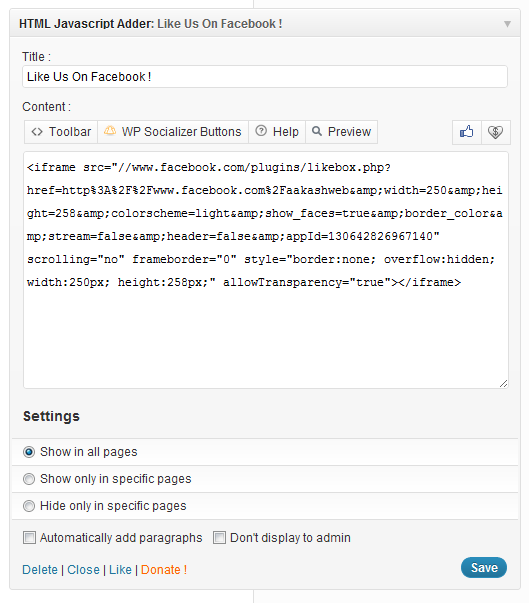 HTML Javascript Adder: Like Us On Facebook !
Title :
Like Us On Facebook !
Content :
Toolbar WP Socializer Buttons Help Preview
<iframe src="//www.facebook.com/plugins/likebox.php?
href=http%3A%2F%2Fwww.facebook.com%2Faakashweb&amp;width=250&amp;hei
ght=258&amp;colorscheme=light&amp;show_faces=true&amp;border_color&a
mp;stream=false&amp;header=false&amp;appId=130642826967140"
scrolling="no" frameborder="0" style="border:none; overflow:hidden;
width:250px; height:258px;" allowTransparency="true"></iframe>
Settings
Show in all pages
Show only in specific pages
Hide only in specific pages
Automatically add paragraphs Don't display to admin
Delete | Close | Like | Donate ! Save